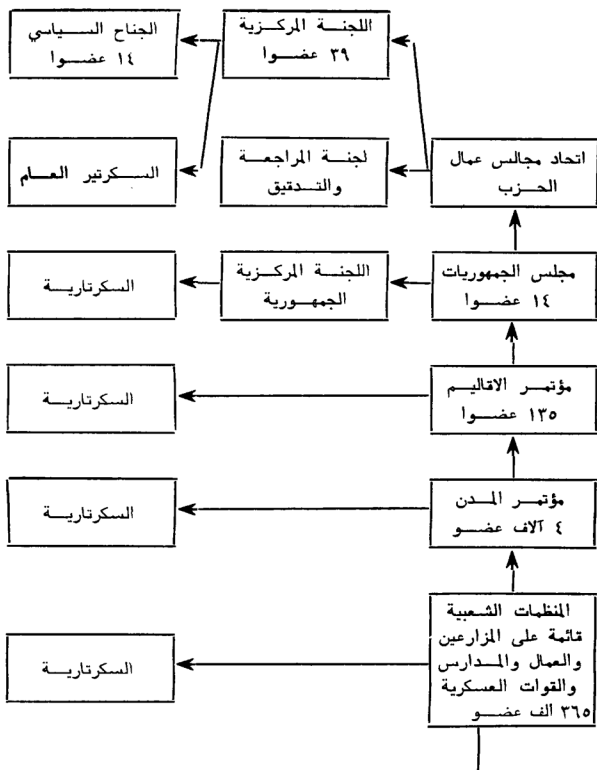 اللجنة المركزية
٣٩ عضوا
الجناح السياسي
١٤ عضوا
اتحاد مجالس عمال
الحزب
لجنة المراجعة
والتدقيق
السكرتير العام
مجلس الجمهوريات
١٤ عضوا
اللجنة المركزية
الجمهورية
السكرتارية
مؤتمر الاقاليم
١٣٥ عضوا
السكرتارية
مؤتمر المدن
٤ آلاف عضو
السكرتارية
المنظمات الشعبية
قائمة على المزارعين
والعمال والمدارس
والقوات العسكرية
٣٦٥ الف عضو
السكرتارية